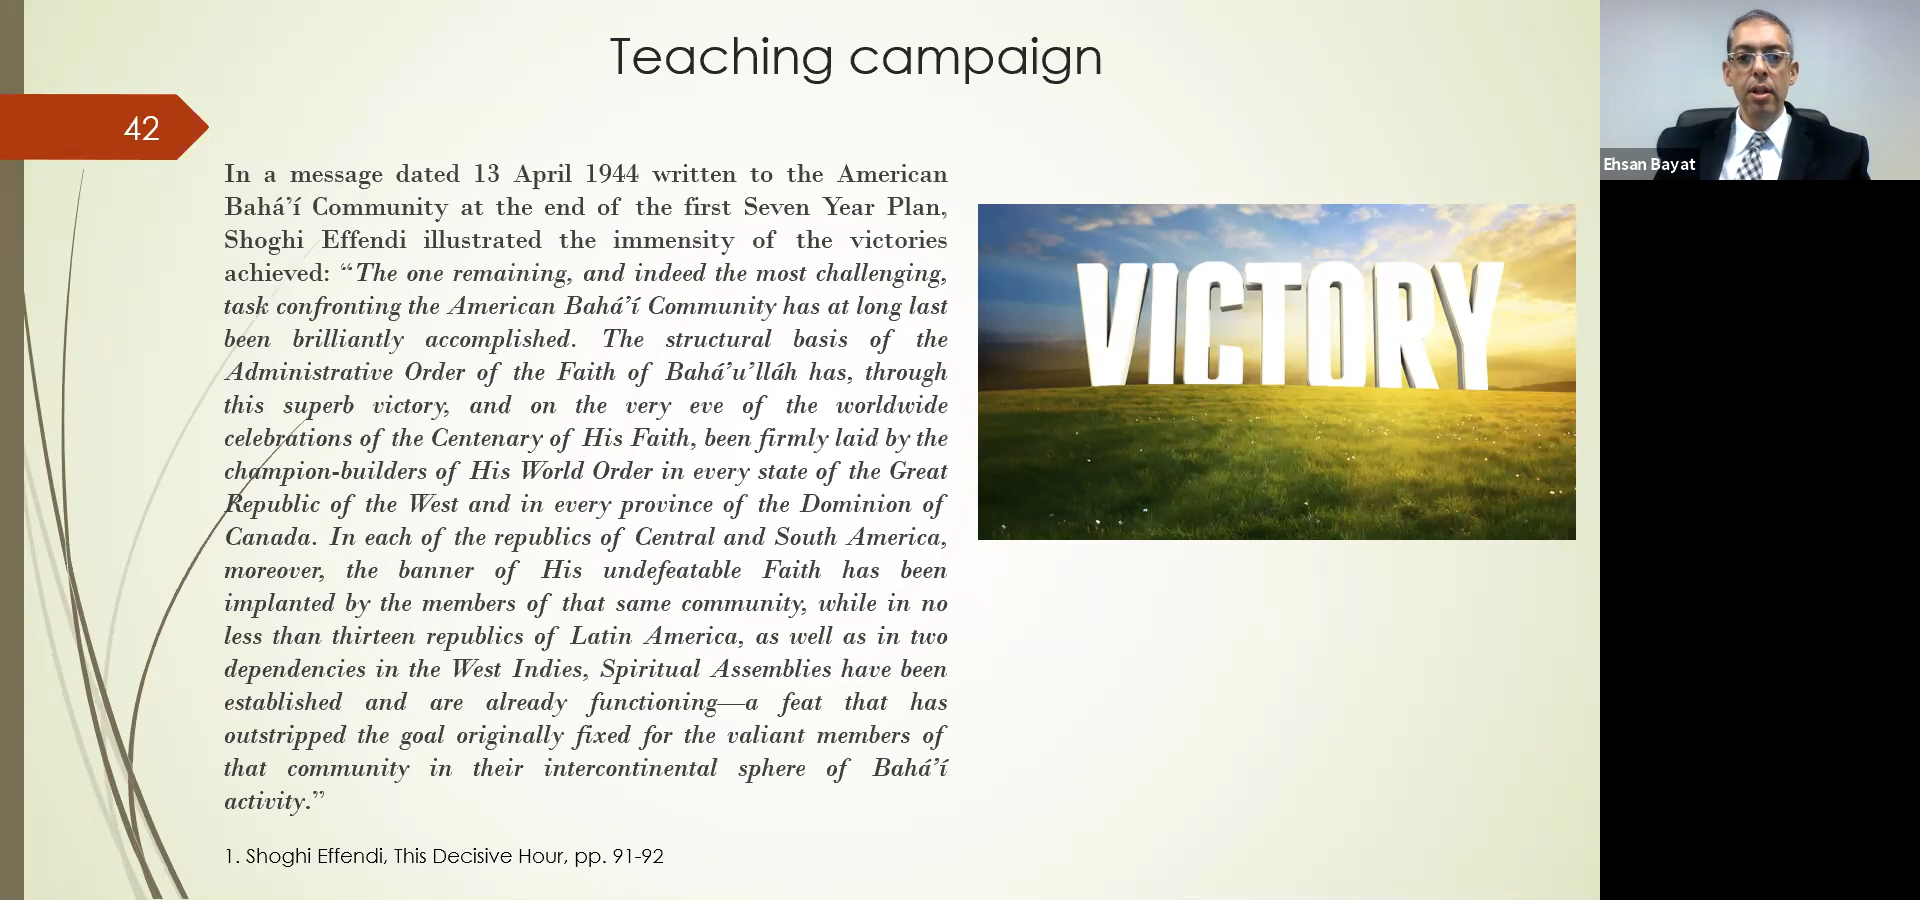 Teaching campaign
42
In a message dated 13 April 1944 written to the American
Bahá’í Community at the end of the first Seven Year Plan,
Shoghi Effendi illustrated the immensity of the victories
achieved: “The one remaining, and indeed the most challenging,
task confronting the American Bahá’í Community has at long last
been brilliantly accomplished. The structural basis of the
Administrative Order of the Faith of Bahá’u’lláh has, through
this superb victory, and on the very eve of the worldwide
celebrations of the Centenary of His Faith, been firmly laid by the
champion-builders of His World Order in every state of the Great
Republic of the West and in every province of the Dominion of
Canada. In each of the republics of Central and South America,
moreover, the banner of His undefeatable Faith has been
implanted by the members of that same community, while in no
less than thirteen republics of Latin America, as well as in two
dependencies in the West Indies, Spiritual Assemblies have been
established and are already functioning—a feat that has
outstripped the goal originally fixed for the valiant members of
that community in their intercontinental sphere of Bahá’í
activity.”
1. Shoghi Effendi, This Decisive Hour, pp. 91-92
VICTORY
Ehsan Bayat